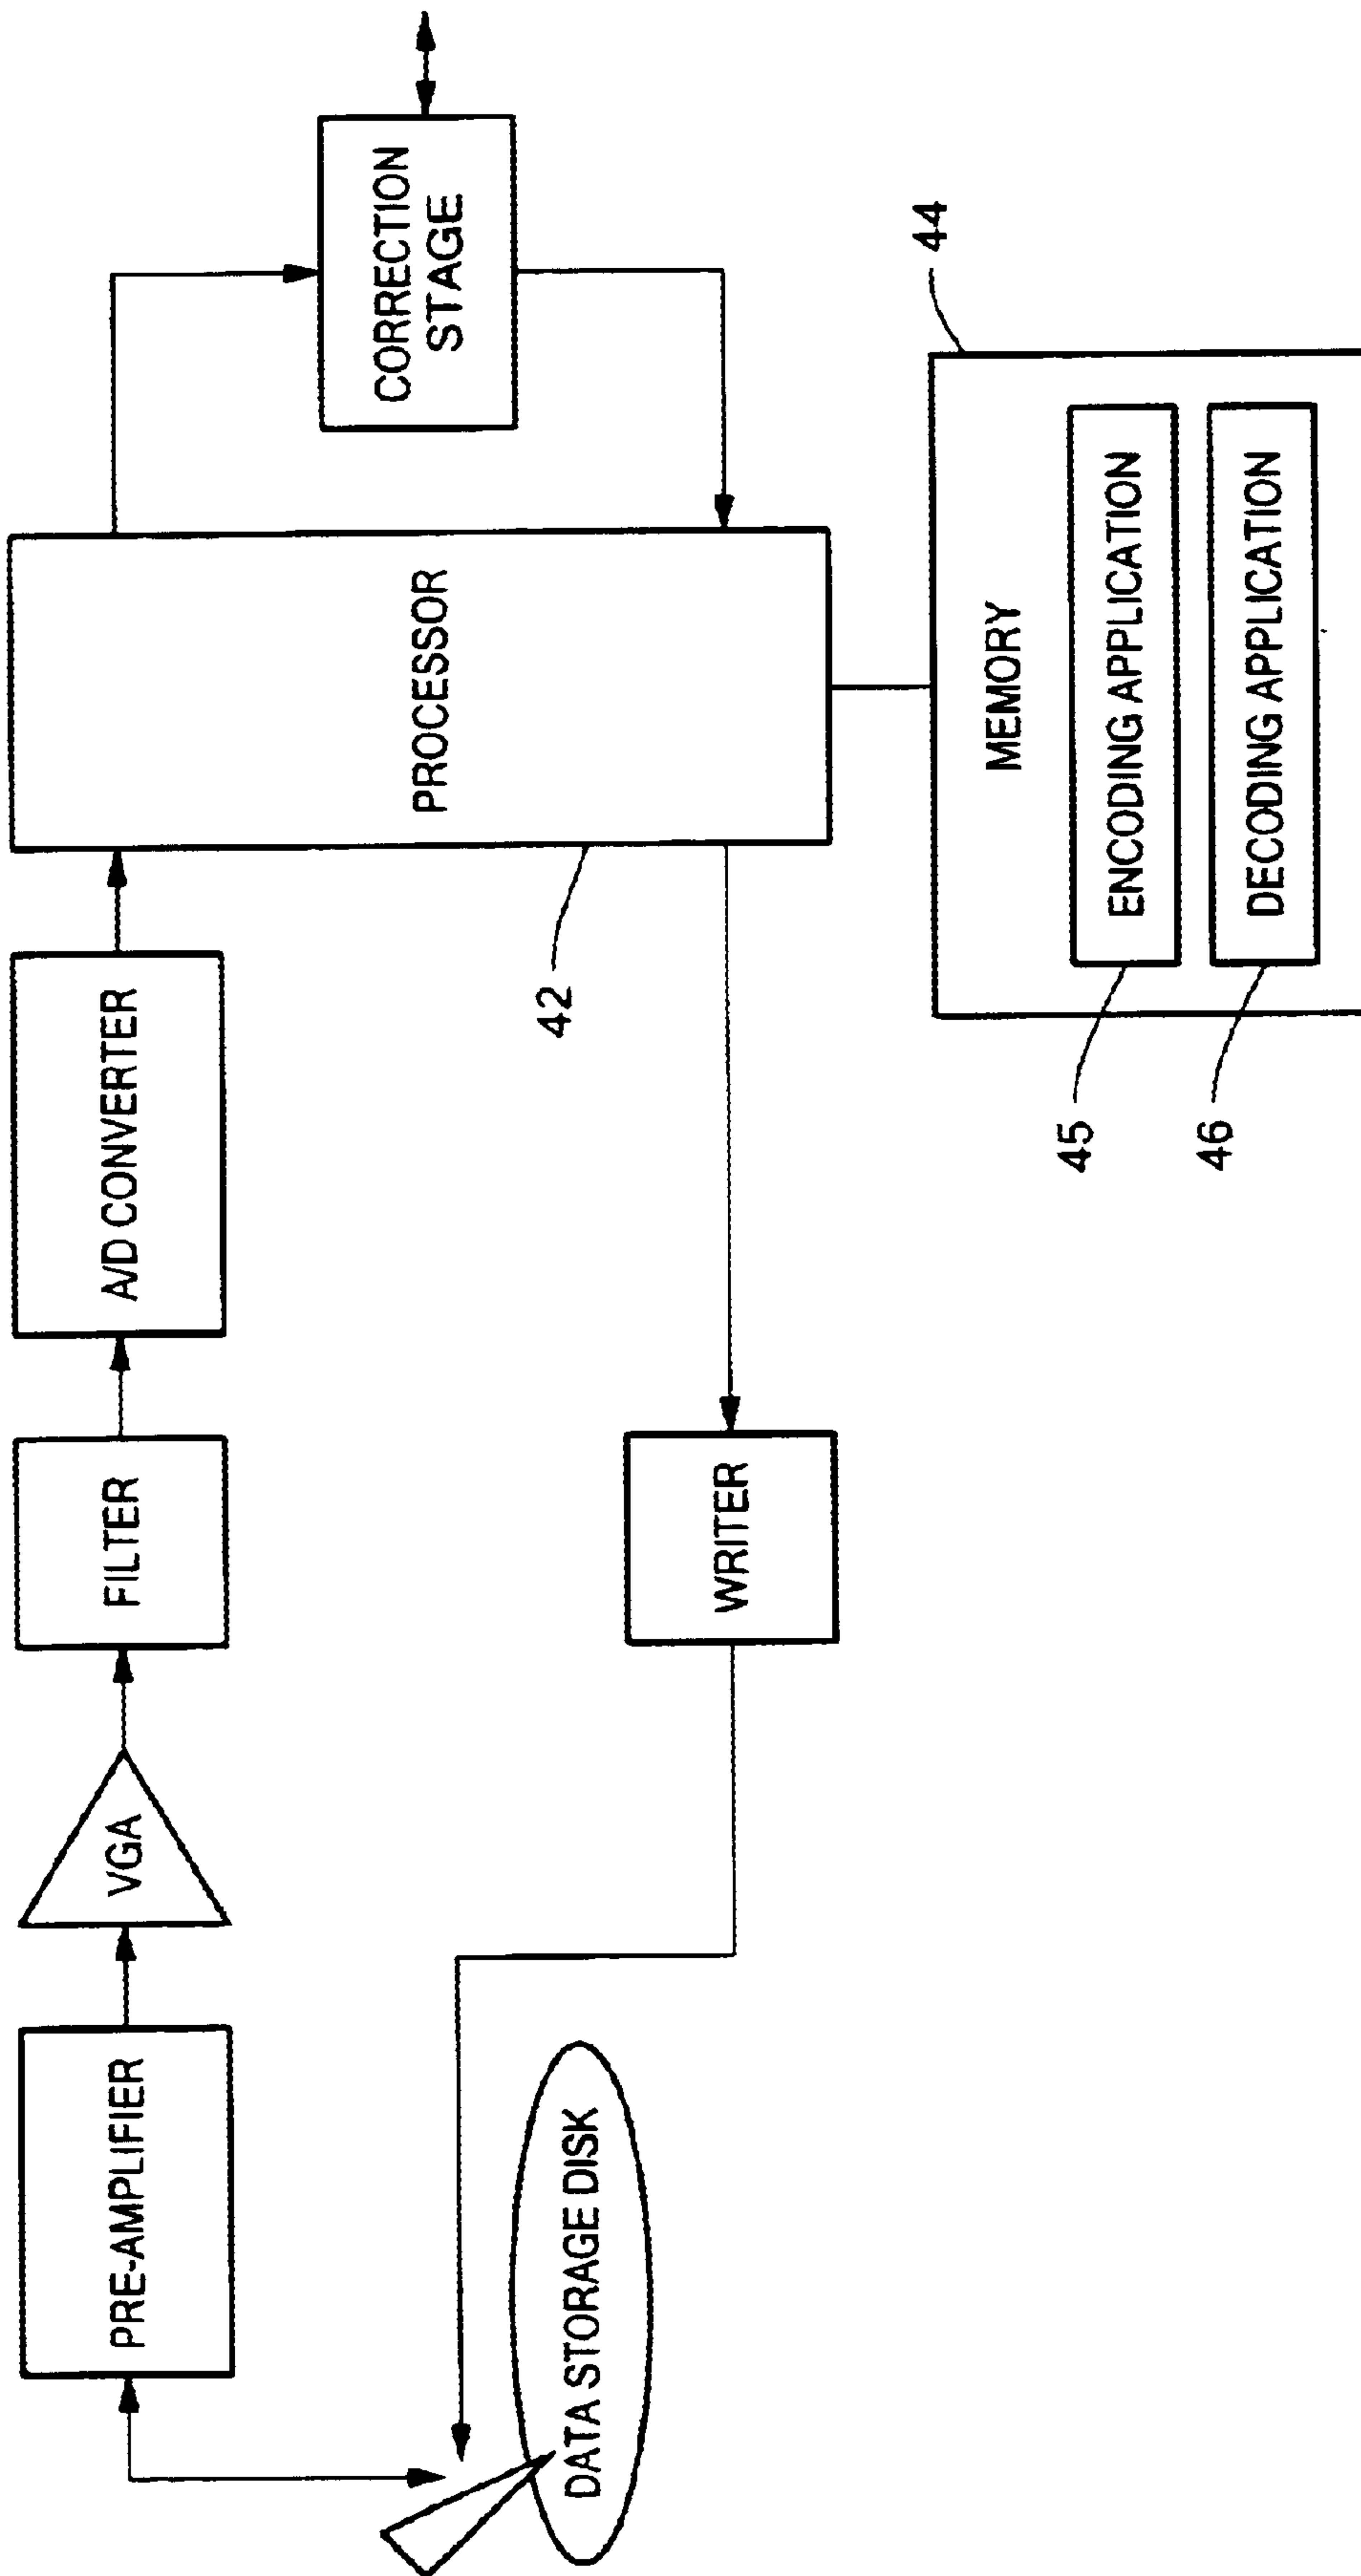 PRE-AMPLIFIER
VGA
FILTER
A/D CONVERTER
PROCESSOR
42
CORRECTION
STAGE
WRITER
DATA STORAGE DISK
MEMORY
44
ENCODING APPLICATION
45
DECODING APPLICATION
46